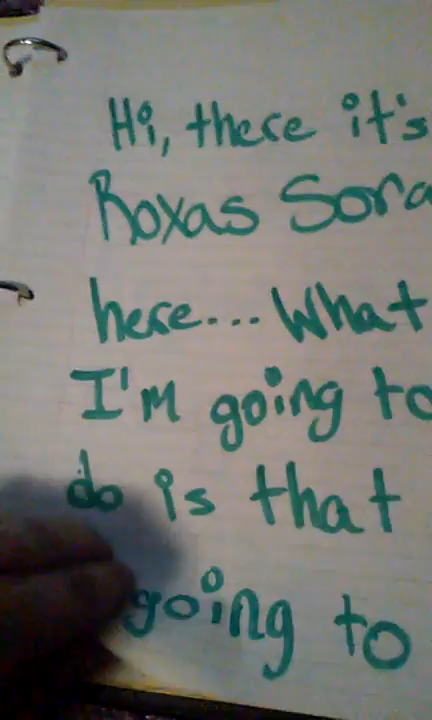 Hi, there it's
Roxas Sora
here... What
I'm going to
do is that
going to